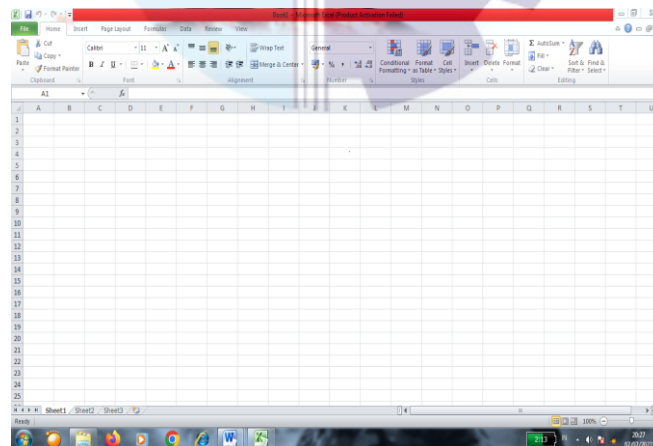 Book1 - Microsoft Excel (Product Activation Failed)
File Home Insert Page Layout Formulas Data Review View
Cut Calibri 11 A A Wrap Text General Σ AutoSum
Copy Fill
Paste Format Painter B I U Merge & Center % Conditional Formatting Format as Table Cell Styles Insert Delete Format Clear Sort & Filter Find & Select
Clipboard Font Alignment Number Styles Cells Editing
A1 fx
A B C D E F G H I J K L M N O P Q R S T U
1
2
3
4
5
6
7
8
9
10
11
12
13
14
15
16
17
18
19
20
21
22
23
24
25
Sheet1 Sheet2 Sheet3
Ready 100%
2:13 20:27